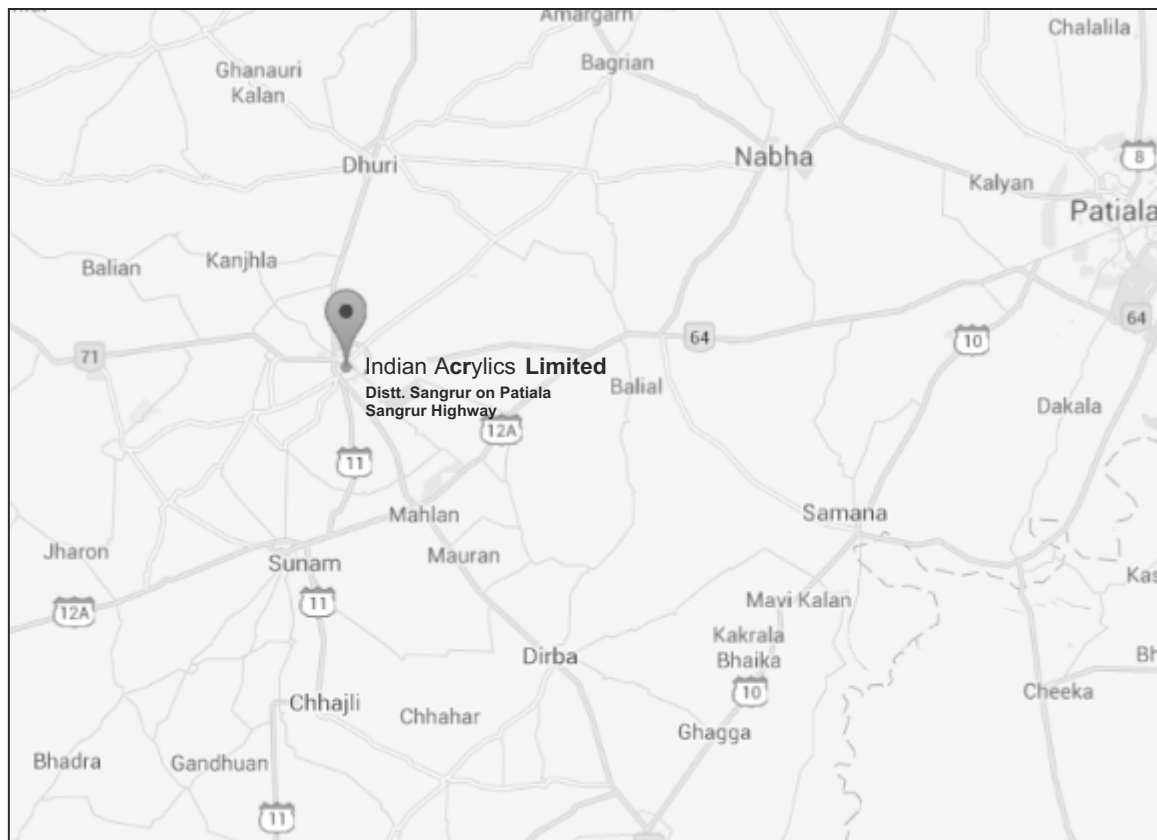 Amargarh
Chalalila
Bagrian
Ghanauri
Kalan
Dhuri
Nabha
8
Kalyan
Patiala
Balian
Kanjhla
64
64
10
71
Indian Acrylics Limited
Distt. Sangrur on Patiala
Sangrur Highway
Balial
Dakala
12A
11
Mahlan
Samana
Jharon
Mauran
Sunam
Kas
12A
11
Mavi Kalan
Kakrala
Bhaika
Dirba
Bh
10
Cheeka
Chhajli
Chhahar
Ghagga
Bhadra
Gandhuan
11